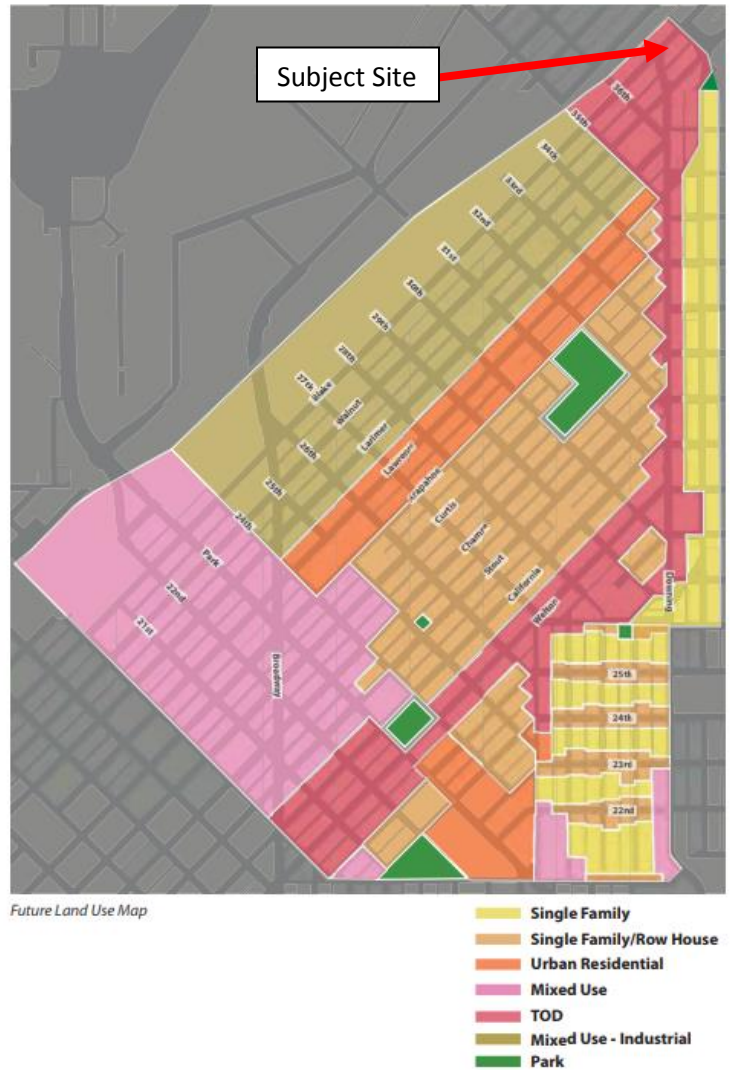 Subject Site
36th
35th
34th
33rd
32nd
31st
30th
29th
28th
27th
Blake
Walnut
26th
Larimer
Lawrence
25th
Arapahoe
24th
Curtis
Champa
Stout
California
Park
22nd
21st
Welton
Downing
Broadway
25th
24th
23rd
22nd
Future Land Use Map
Single Family
Single Family/Row House
Urban Residential
Mixed Use
TOD
Mixed Use - Industrial
Park